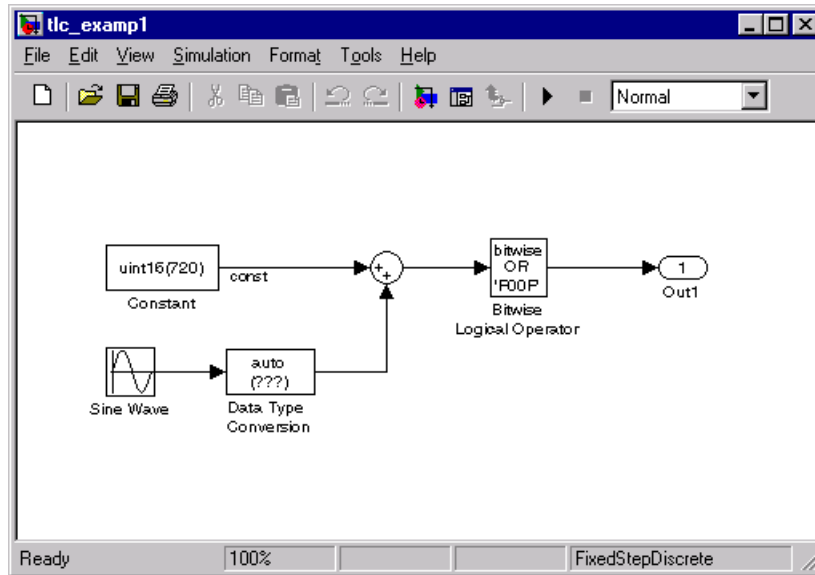 tlc_examp1
File Edit View Simulation Format Tools Help
Normal
uint16(720)
const
Constant
+
+
bitwise
OR
'F00F'
Bitwise
Logical Operator
1
Out1
Sine Wave
auto
(???)
Data Type
Conversion
Ready 100% FixedStepDiscrete